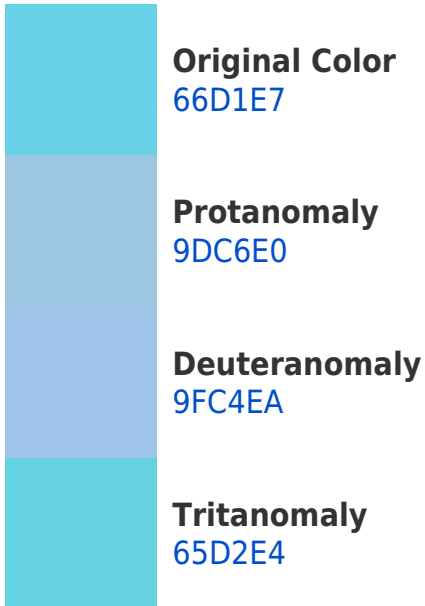 Original Color
66D1E7
Protanomaly
9DC6E0
Deuteranomaly
9FC4EA
Tritanomaly
65D2E4